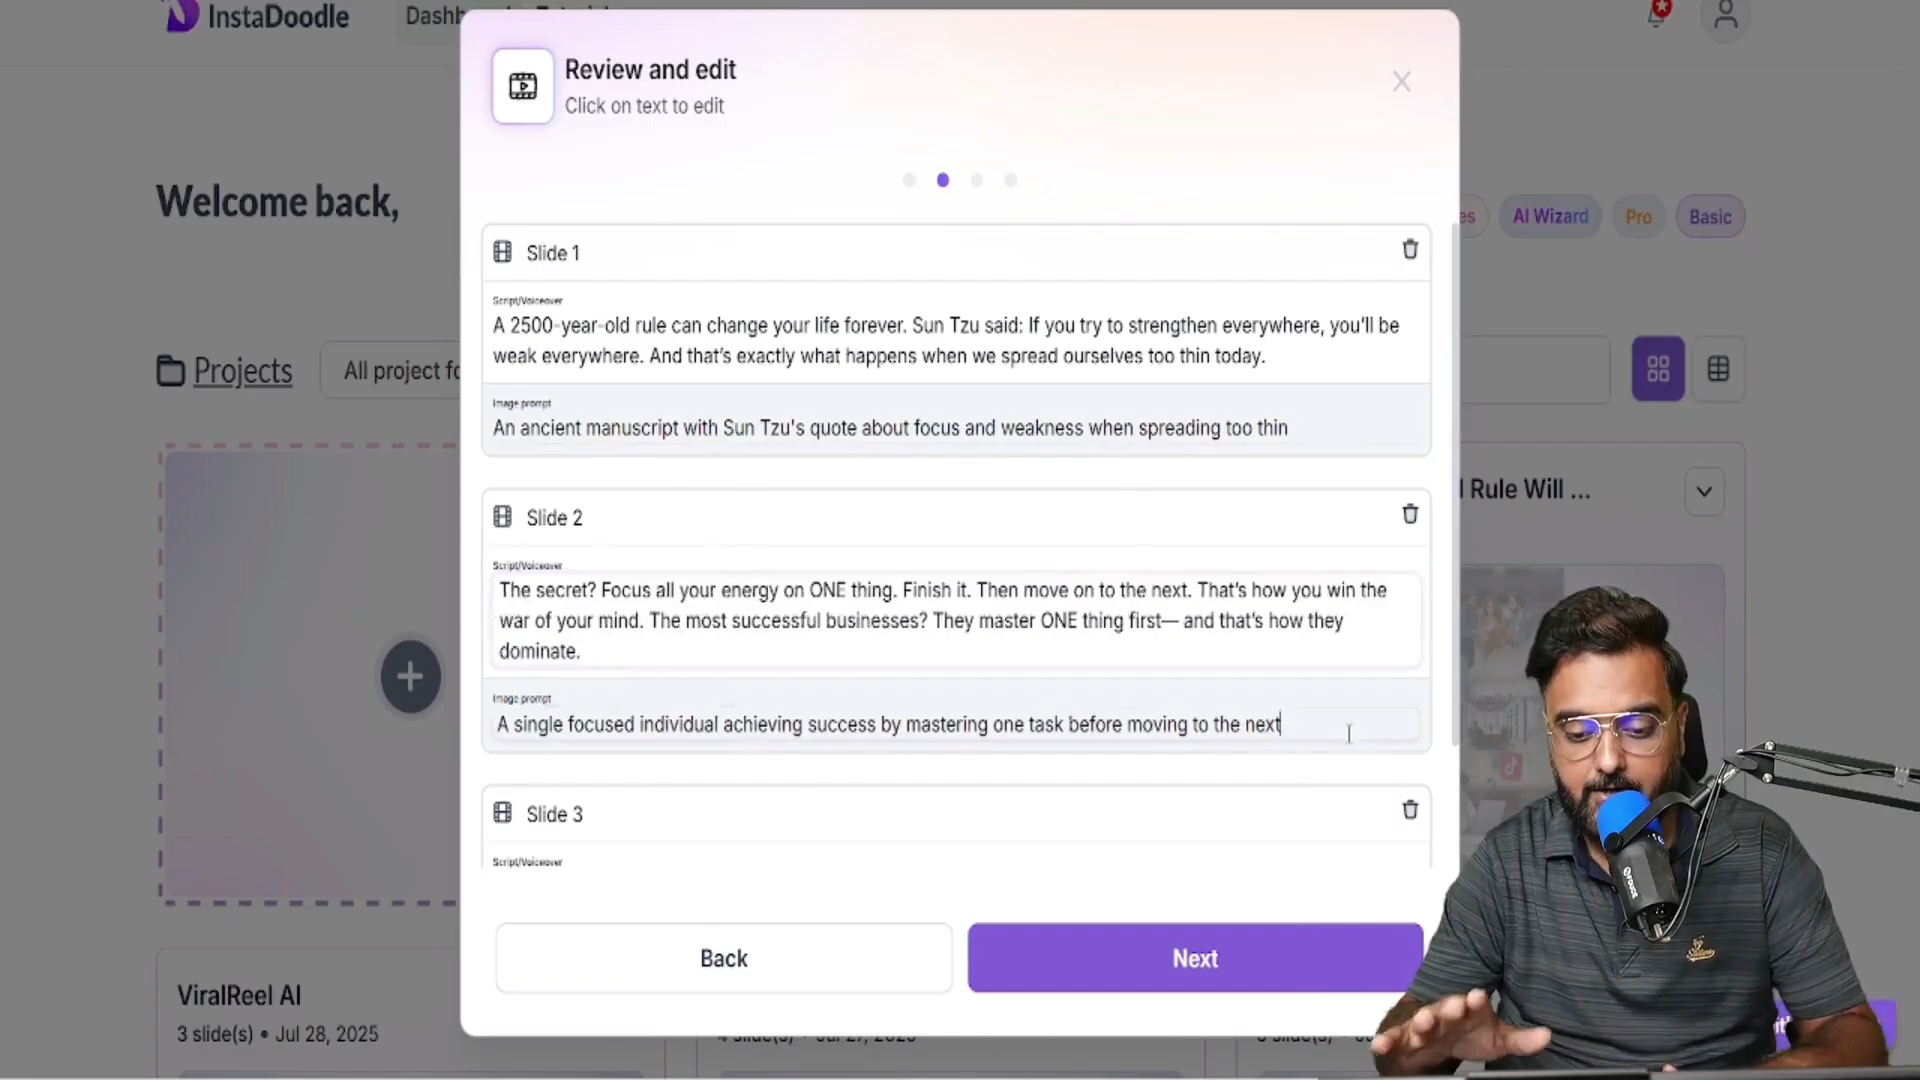 InstaDoodle
Review and edit
Click on text to edit
Welcome back,
AI Wizard
Pro
Basic
Slide 1
Script/Voiceover
A 2500-year-old rule can change your life forever. Sun Tzu said: If you try to strengthen everywhere, you'll be
weak everywhere. And that's exactly what happens when we spread ourselves too thin today.
Projects
All project
Image prompt
An ancient manuscript with Sun Tzu's quote about focus and weakness when spreading too thin
Slide 2
Rule Will ...
Script/Voiceover
The secret? Focus all your energy on ONE thing. Finish it. Then move on to the next. That's how you win the
war of your mind. The most successful businesses? They master ONE thing first— and that's how they
dominate.
Image prompt
A single focused individual achieving success by mastering one task before moving to the next
Slide 3
Script/Voiceover
Back
Next
ViralReel AI
3 slide(s) • Jul 28, 2025